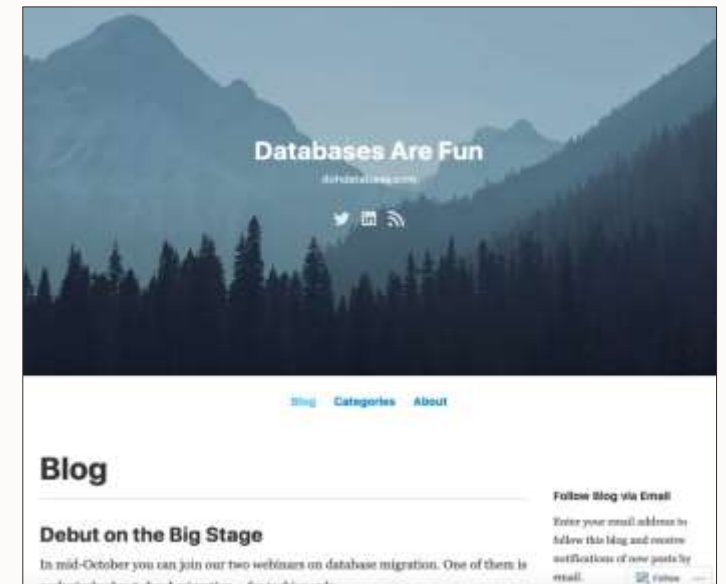 Databases Are Fun
Blog Categories About
Blog
Debut on the Big Stage
In mid-October you can join our two webinars on database migration. One of them is
Follow Blog via Email
Enter your email address to
follow this blog and receive
notifications of new posts by
email.
Follow